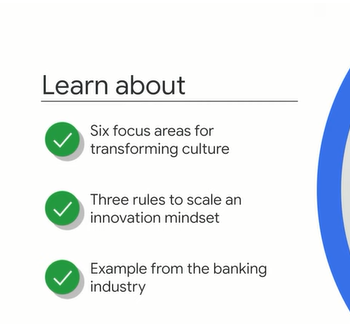 Learn about
Six focus areas for
transforming culture
Three rules to scale an
innovation mindset
Example from the banking
industry